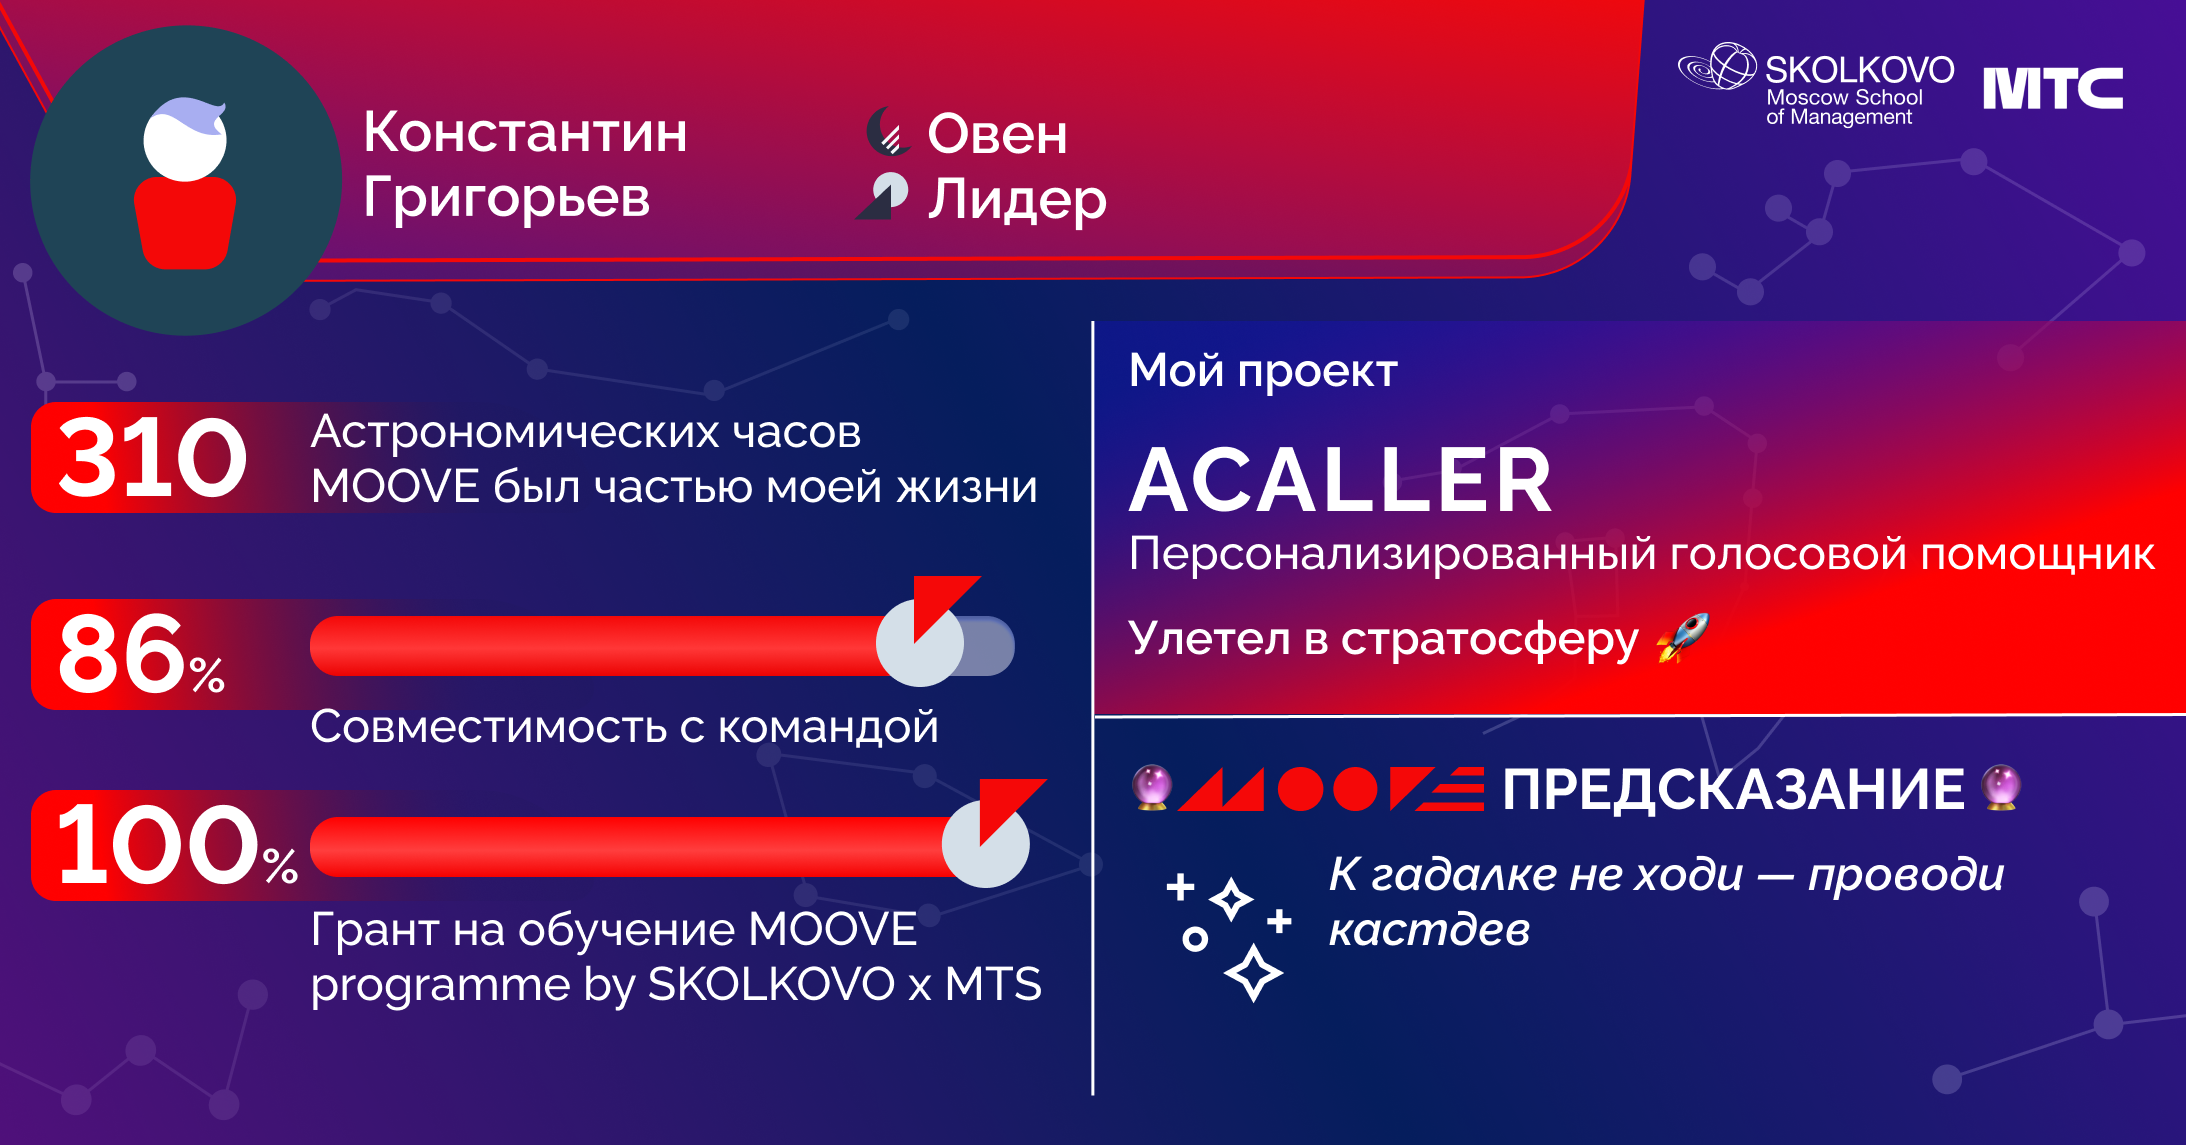 Константин
Григорьев
Овен
Лидер
SKOLKOVO
Moscow School
of Management
МТС
310
Астрономических часов
MOOVE был частью моей жизни
86%
Совместимость с командой
100%
Грант на обучение MOOVE
programme by SKOLKOVO x MTS
Мой проект
ACALLER
Персонализированный голосовой помощник
Улетел в стратосферу 🚀
🔮 MOOVE ПРЕДСКАЗАНИЕ 🔮
К гадалке не ходи — проводи
кастдев